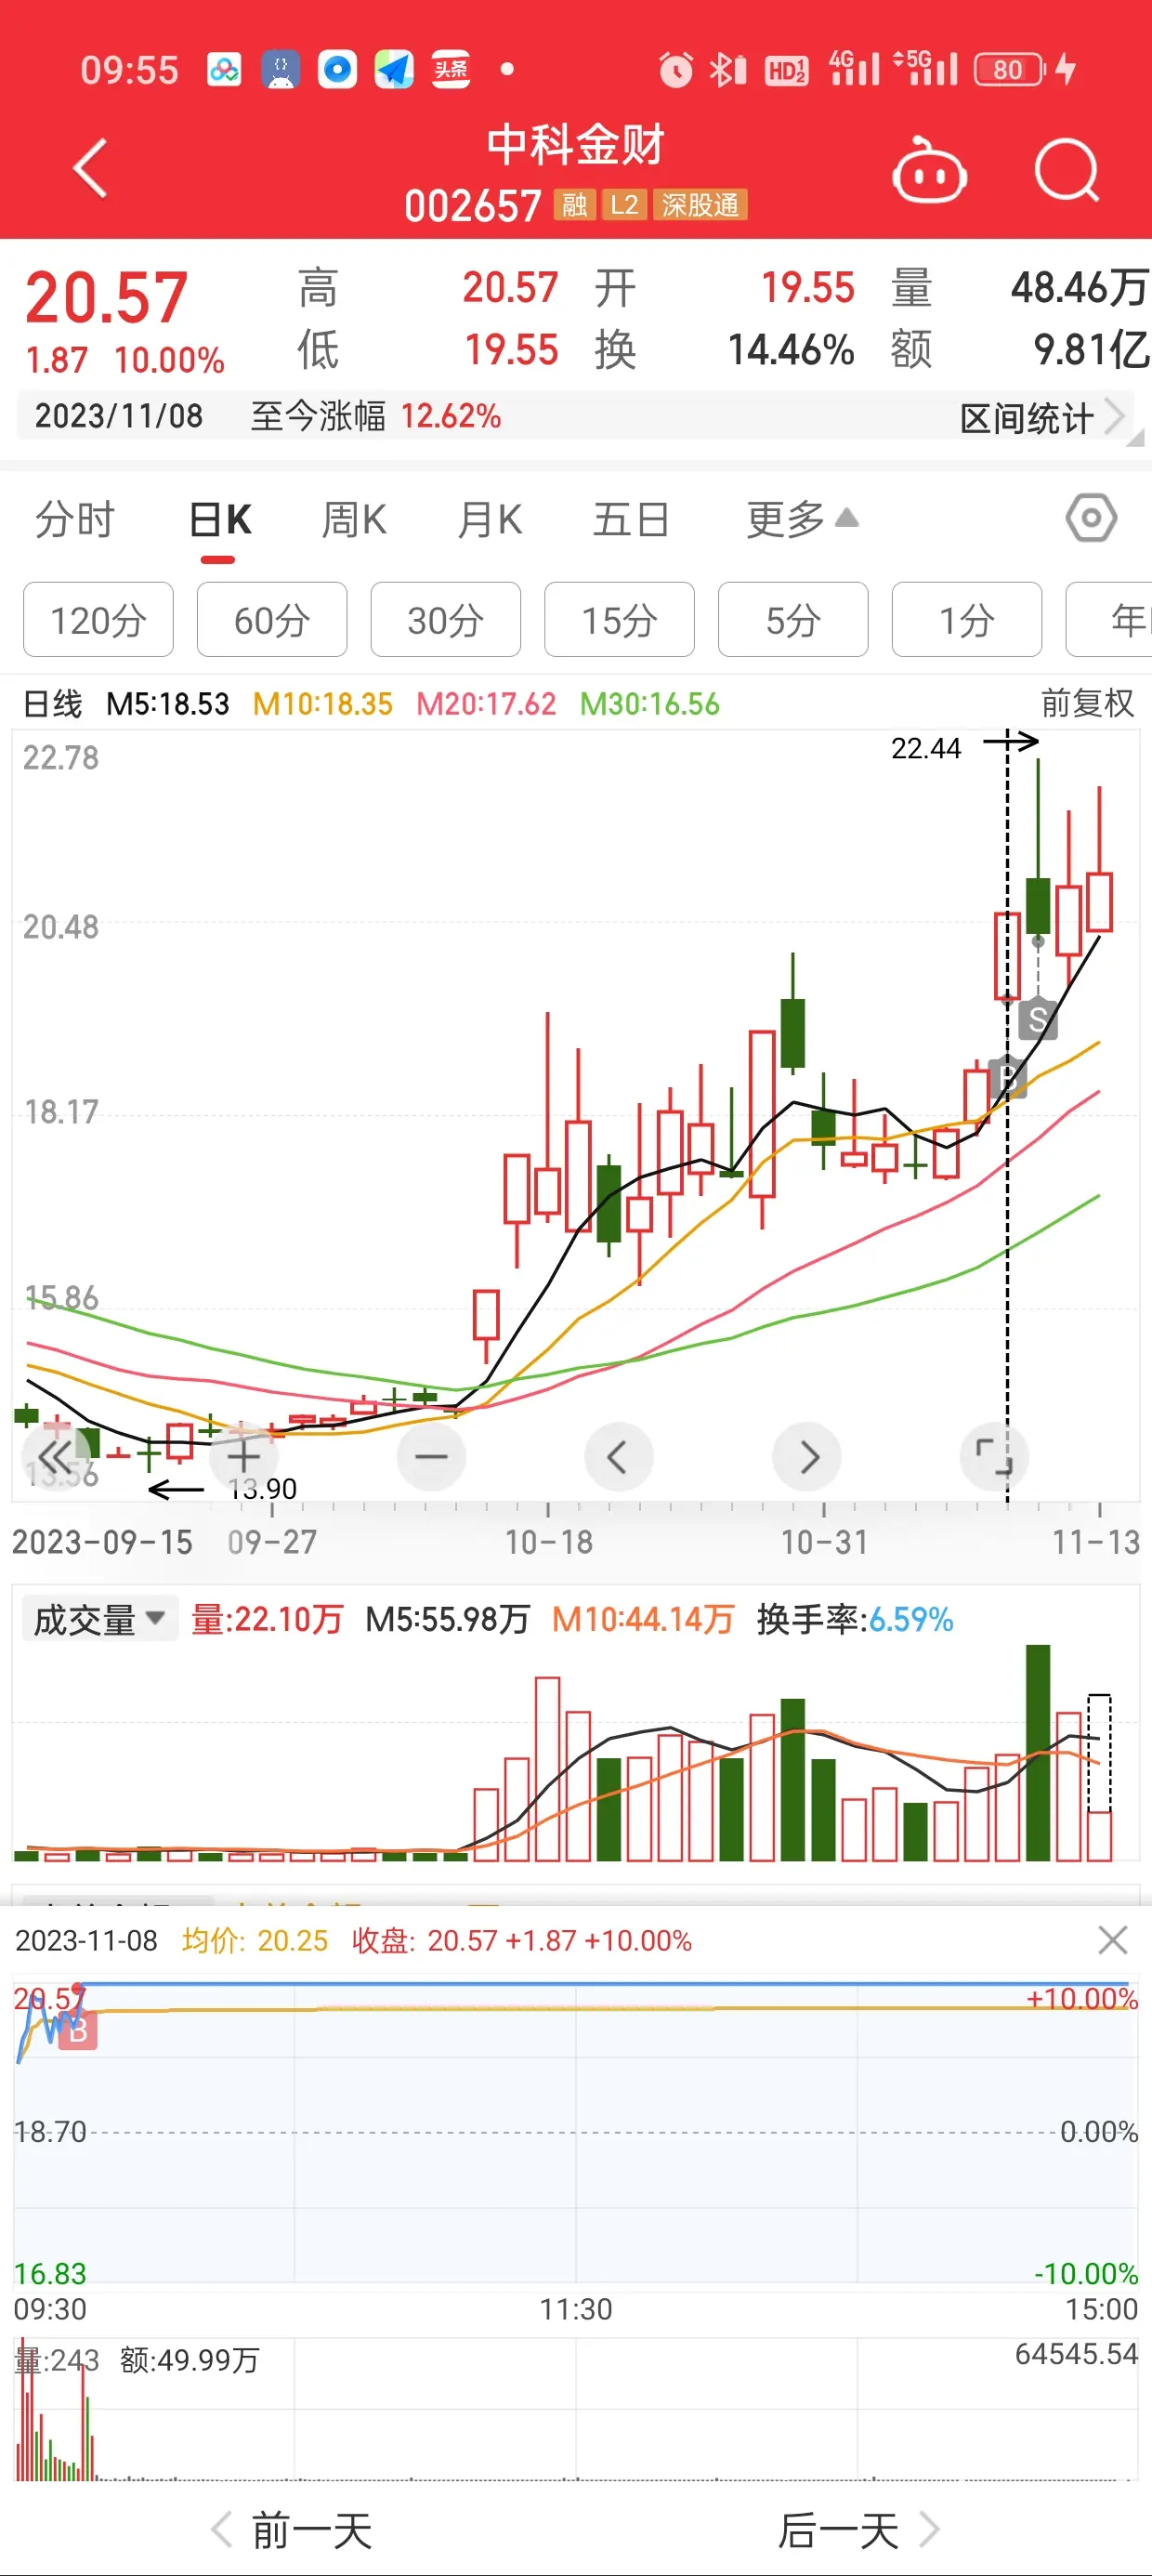 09:55 头条 HD 1 2 4G 5G 80
中科金财
002657 融 L2 深股通
20.57 高 20.57 开 19.55 量 48.46万
1.87 10.00% 低 19.55 换 14.46% 额 9.81亿
2023/11/08 至今涨幅 12.62% 区间统计
分时 日K 周K 月K 五日 更多
120分 60分 30分 15分 5分 1分
日线 M5:18.53 M10:18.35 M20:17.62 M30:16.56 前复权
22.78
22.44
20.48
S
B
18.17
15.86
13.56
13.90
2023-09-15 09-27 10-18 10-31 11-13
成交量 量:22.10万 M5:55.98万 M10:44.14万 换手率:6.59%
2023-11-08 均价: 20.25 收盘: 20.57 +1.87 +10.00%
20.57 +10.00%
B
18.70 0.00%
16.83 -10.00%
09:30 11:30 15:00
量:243 额:49.99万 64545.54
前一天 后一天